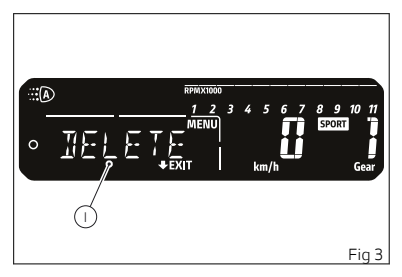 A
RPMX1000
1 2 3 4 5 6 7 8 9 10 11
MENU
SPORT
DELETE 0 1
EXIT
km/h Gear
I
Fig 3